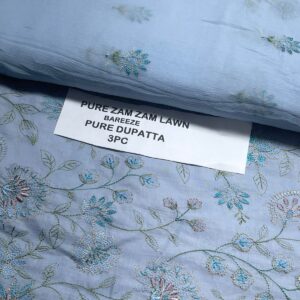 PURE ZAM ZAM LAWN
BAREEZE
PURE DUPATTA
3PC